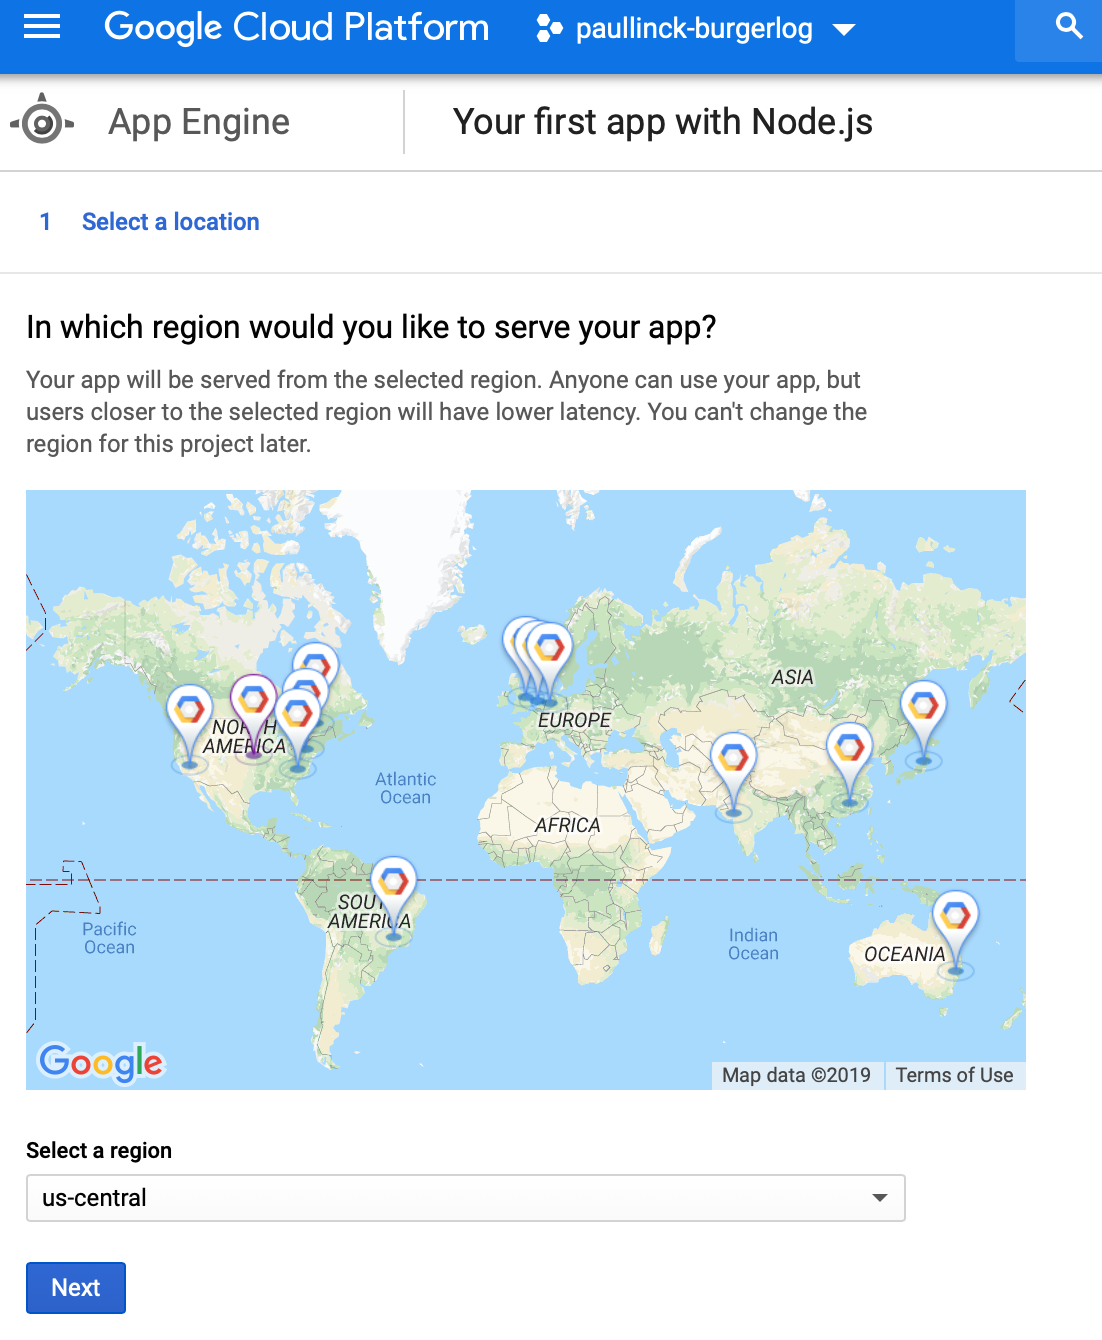 Google Cloud Platform
paullinck-burgerlog
App Engine
Your first app with Node.js
1 Select a location
In which region would you like to serve your app?
Your app will be served from the selected region. Anyone can use your app, but
users closer to the selected region will have lower latency. You can't change the
region for this project later.
ASIA
NORTH
AMERICA
EUROPE
Atlantic
Ocean
AFRICA
SOUTH
AMERICA
Pacific
Ocean
Indian
Ocean
OCEANIA
Google
Map data ©2019
Terms of Use
Select a region
us-central
Next